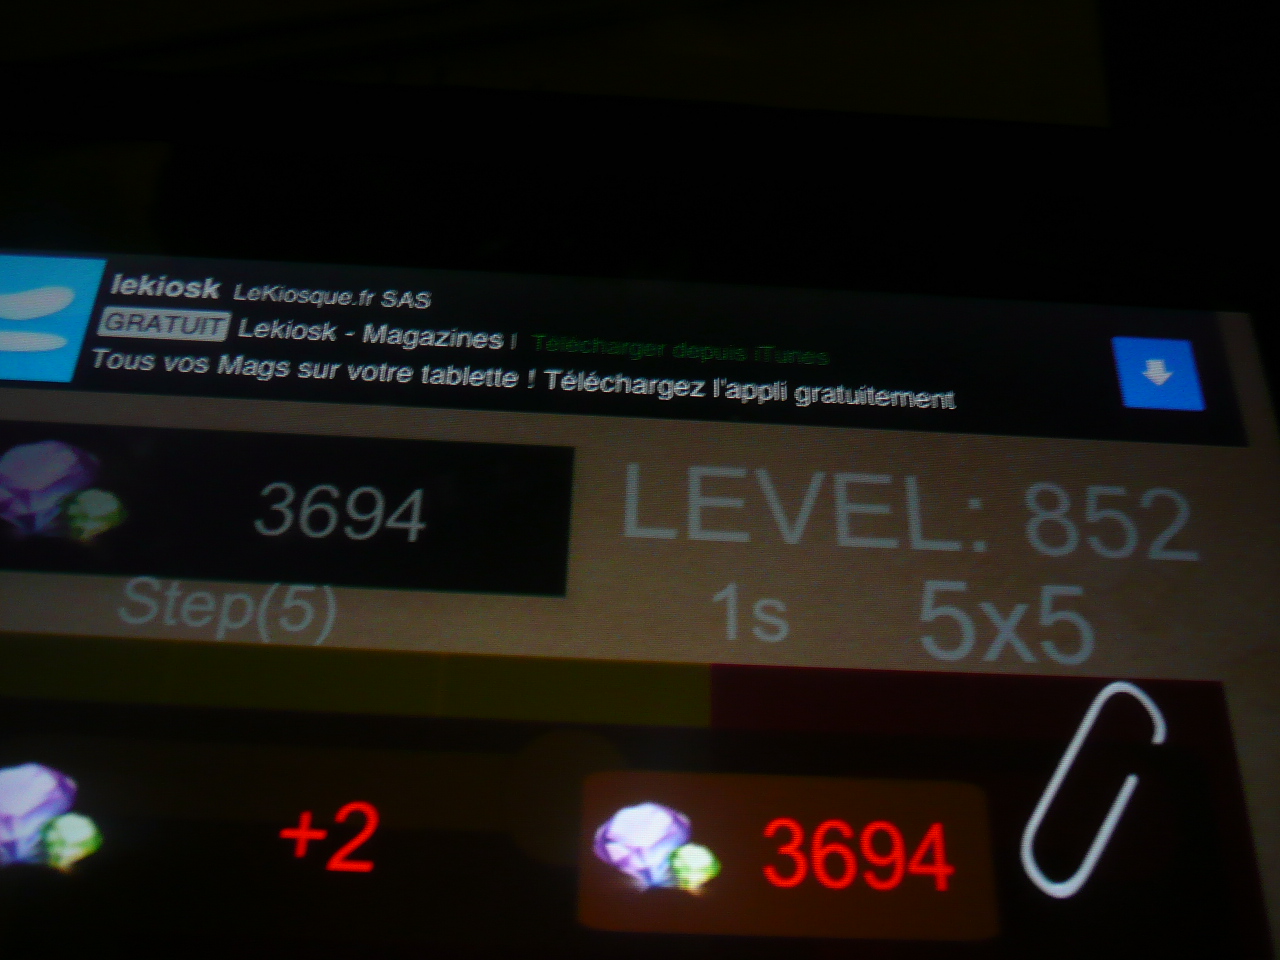 lekiosk LeKiosque.fr SAS
GRATUIT Lekiosk - Magazines | Télécharger depuis iTunes
Tous vos Mags sur votre tablette ! Téléchargez l'appli gratuitement
3694
LEVEL: 852
Step(5)
1s
5x5
+2
3694